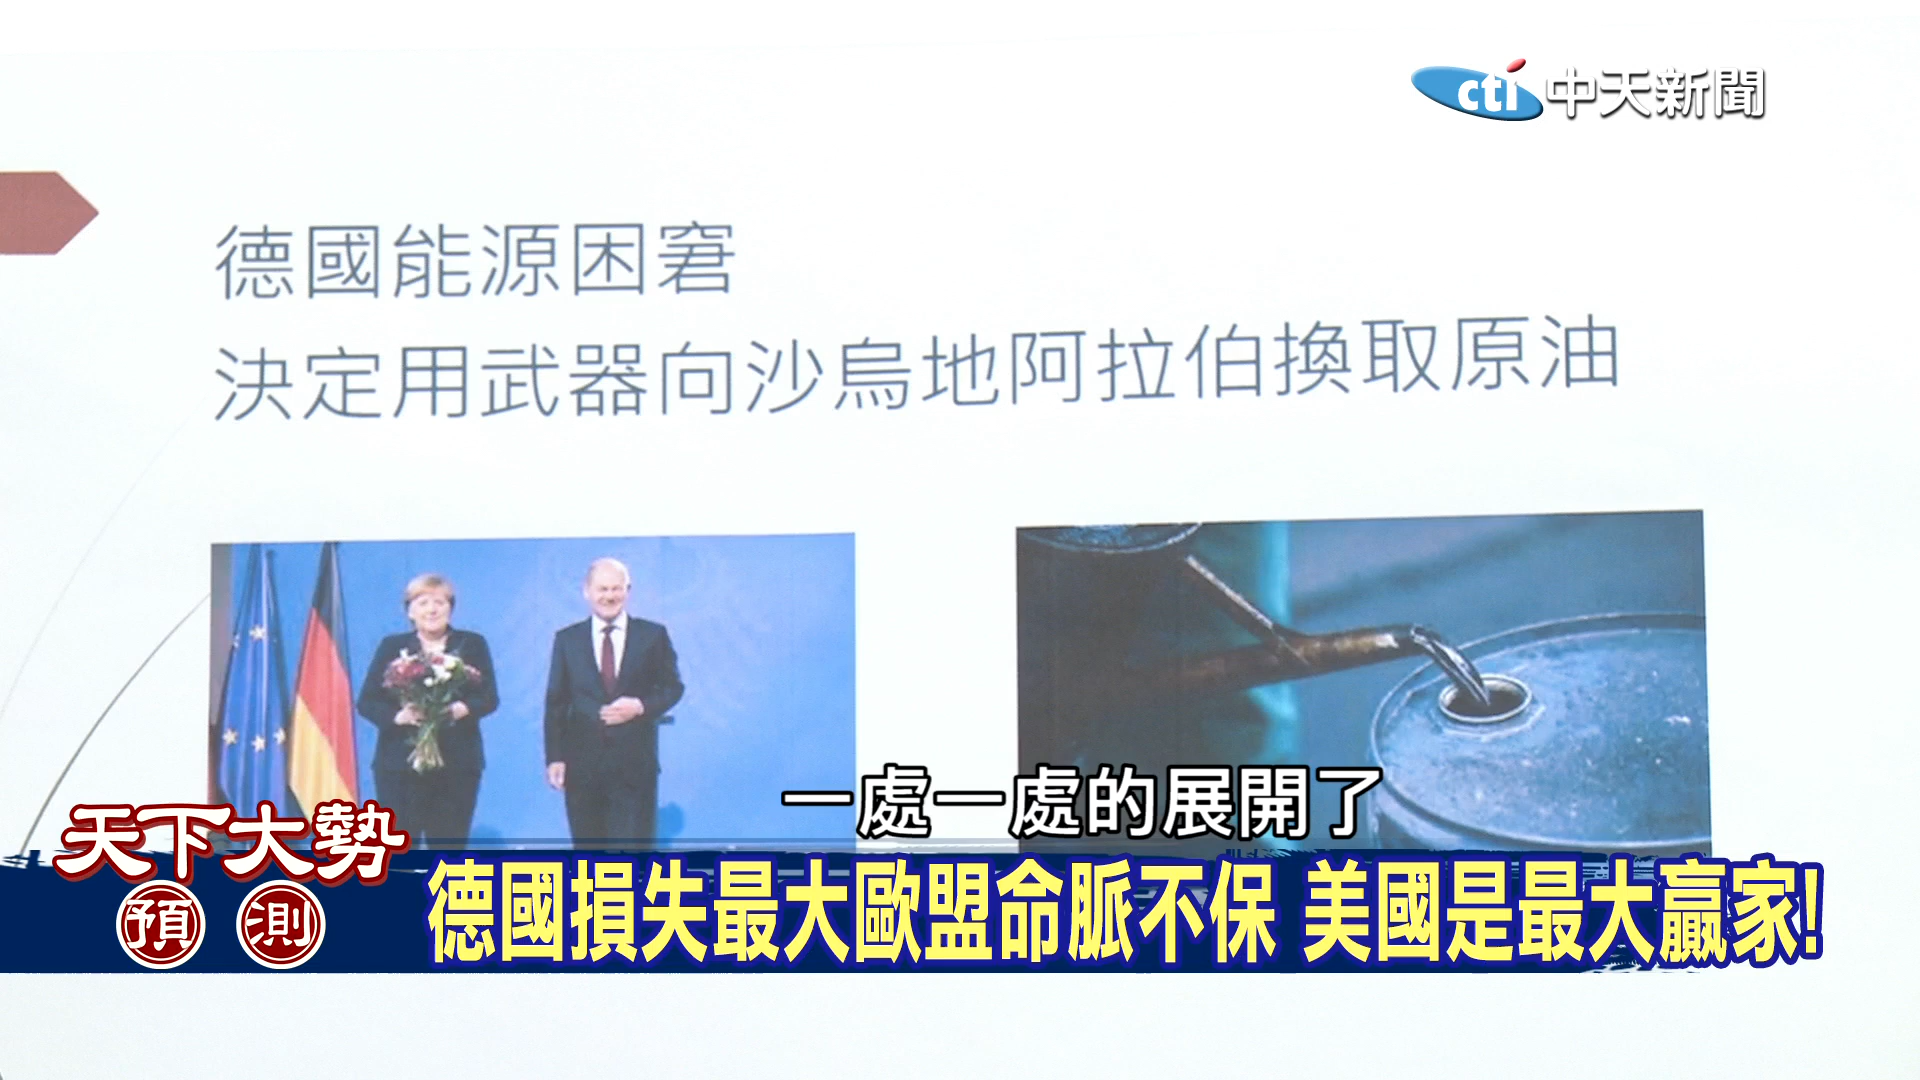 cti 中天新聞
德國能源困窘
決定用武器向沙烏地阿拉伯換取原油
一處一處的展開了
天下大勢
預測
德國損失最大歐盟命脈不保 美國是最大贏家!